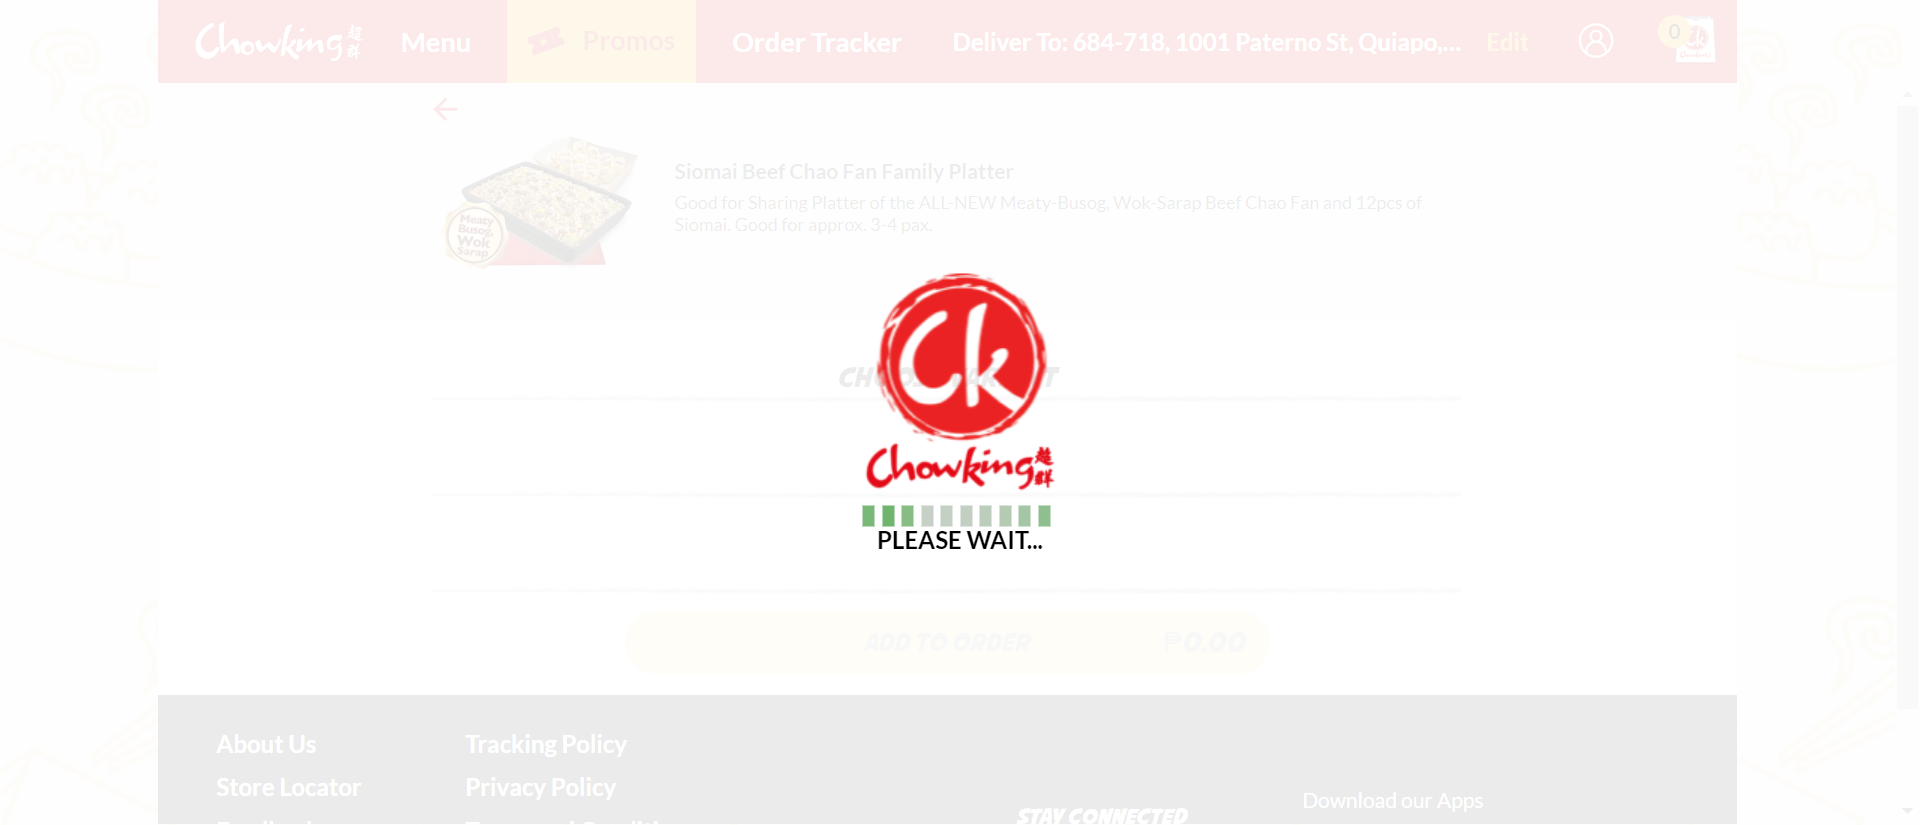 Chowking 超群
Menu
Promos
Order Tracker
Deliver To: 684-718, 1001 Paterno St, Quiapo,...
Edit
0
Siomai Beef Chao Fan Family Platter
Good for Sharing Platter of the ALL-NEW Meaty-Busog, Wok-Sarap Beef Chao Fan and 12pcs of
Siomai. Good for approx. 3-4 pax.
Meaty
Busog
Wok
Sarap
Ck
Chowking 超群
PLEASE WAIT...
ADD TO ORDER
₱0.00
About Us
Tracking Policy
Store Locator
Privacy Policy
STAY CONNECTED
Download our Apps